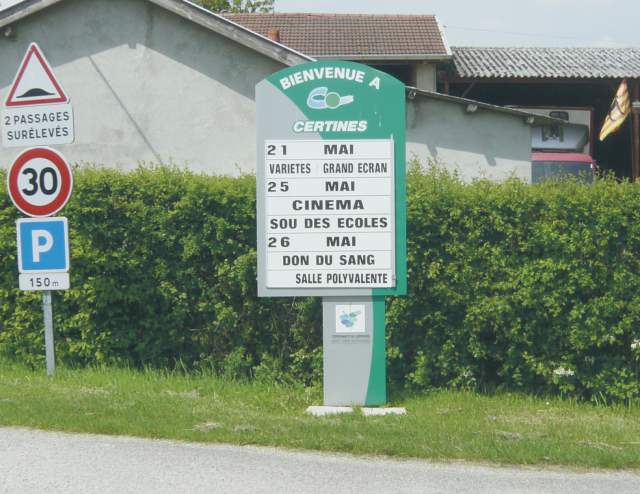 2 PASSAGES
SURÉLEVÉS
30
P
150 m
BIENVENUE A
CERTINES
21 MAI
VARIETES GRAND ECRAN
25 MAI
CINEMA
SOU DES ECOLES
26 MAI
DON DU SANG
SALLE POLYVALENTE